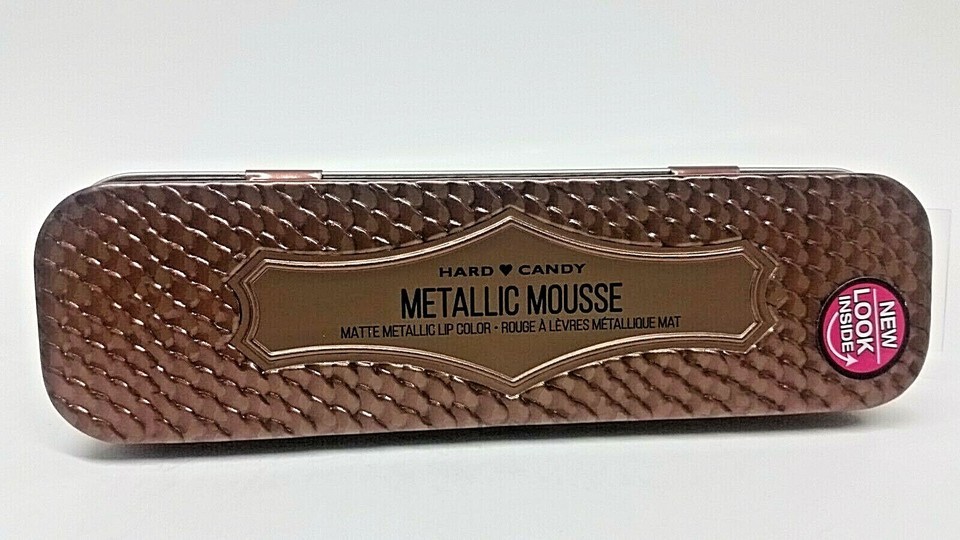 HARD ♥ CANDY
METALLIC MOUSSE
MATTE METALLIC LIP COLOR • ROUGE À LÈVRES MÉTALLIQUE MAT
NEW
LOOK
INSIDE